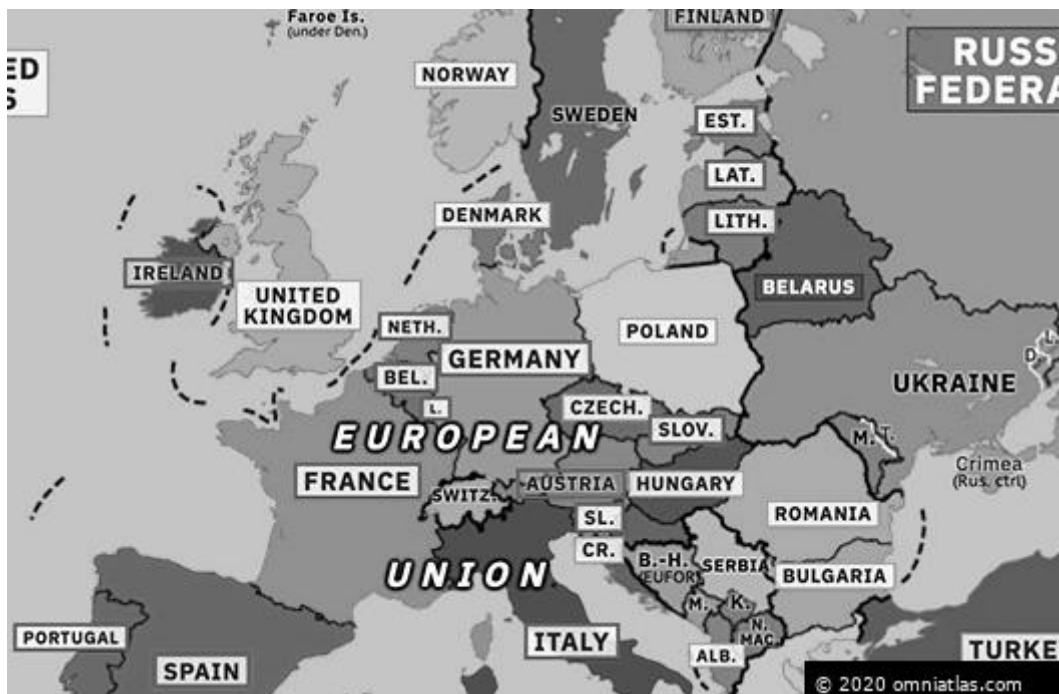 Faroe Is.
(under Den.)
FINLAND
ED
S
RUSS
FEDERA
NORWAY
SWEDEN
EST.
LAT.
DENMARK
LITH.
IRELAND
BELARUS
UNITED
KINGDOM
NETH.
POLAND
GERMANY
BEL.
L.
D.
UKRAINE
L.
CZECH.
SLOV.
EUROPEAN
M.
T.
Crimea
(Rus. ctrl)
FRANCE
SWITZ.
AUSTRIA
HUNGARY
SL.
ROMANIA
CR.
B.-H.
(EUFOR)
SERBIA
UNION
BULGARIA
M.
K.
N.
MAC.
PORTUGAL
SPAIN
ITALY
ALB.
TURKE
© 2020 omniatlas.com